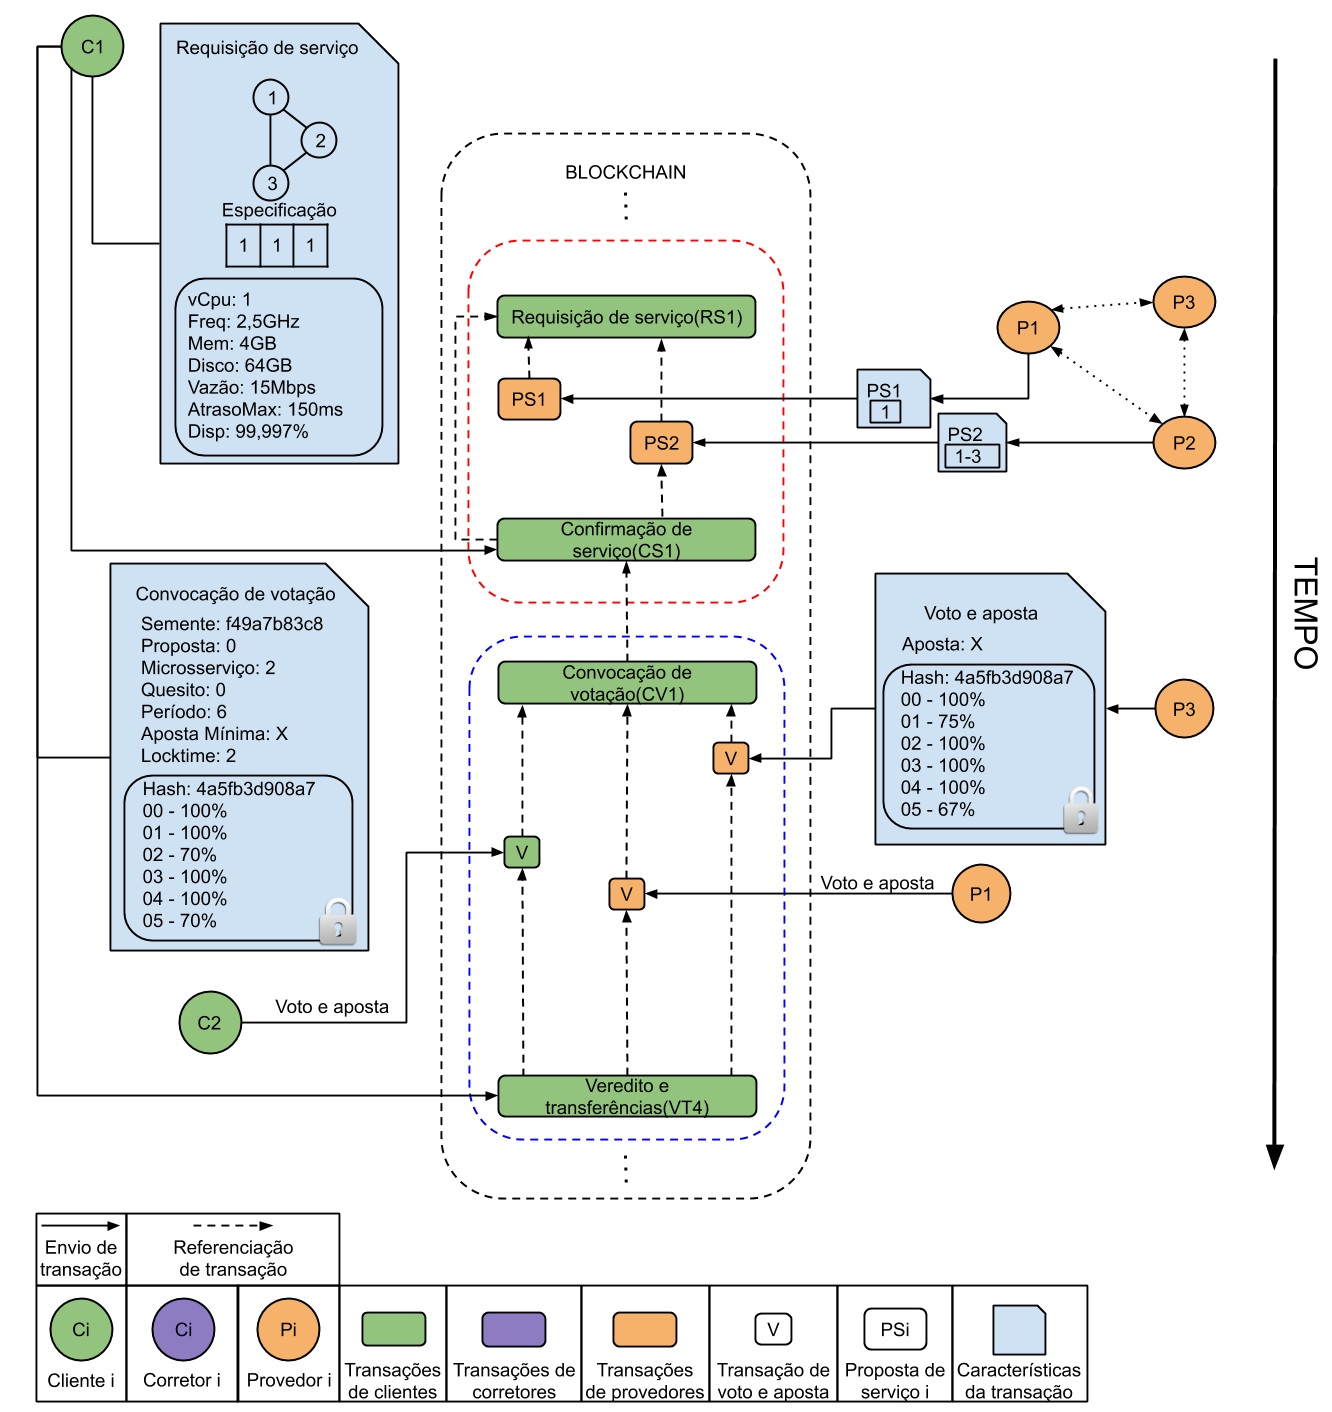 C1
Requisição de serviço
1
2
3
Especificação
1 1 1
vCpu: 1
Freq: 2,5GHz
Mem: 4GB
Disco: 64GB
Vazão: 15Mbps
AtrasoMax: 150ms
Disp: 99,997%
BLOCKCHAIN
Requisição de serviço(RS1)
PS1
PS2
Confirmação de
serviço(CS1)
PS1
1
PS2
1-3
P1
P3
P2
TEMPO
Convocação de votação
Semente: f49a7b83c8
Proposta: 0
Microsserviço: 2
Quesito: 0
Período: 6
Aposta Mínima: X
Locktime: 2
Hash: 4a5fb3d908a7
00 - 100%
01 - 100%
02 - 70%
03 - 100%
04 - 100%
05 - 70%
Convocação de
votação(CV1)
V
V
V
Voto e aposta
Aposta: X
Hash: 4a5fb3d908a7
00 - 100%
01 - 75%
02 - 100%
03 - 100%
04 - 100%
05 - 67%
P3
Voto e aposta
P1
C2
Voto e aposta
Veredito e
transferências(VT4)
Envio de
transação
Referenciação
de transação
Ci
Cliente i
Ci
Corretor i
Pi
Provedor i
Transações
de clientes
Transações de
corretores
Transações
de provedores
V
Transação de
voto e aposta
PSi
Proposta de
serviço i
Características
da transação